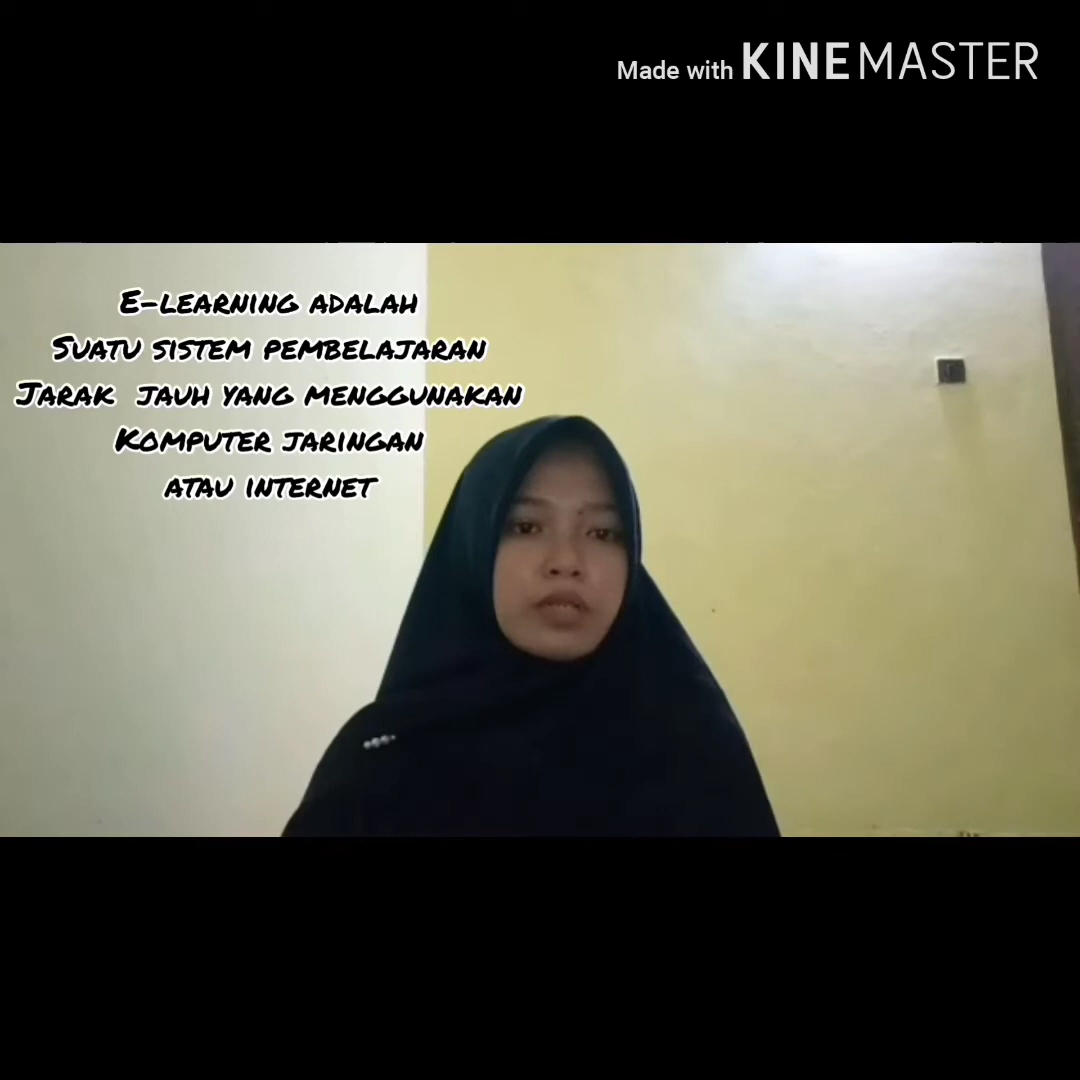 Made with KINEMASTER
E-learning adalah
Suatu sistem pembelajaran
Jarak jauh yang menggunakan
Komputer jaringan
atau internet